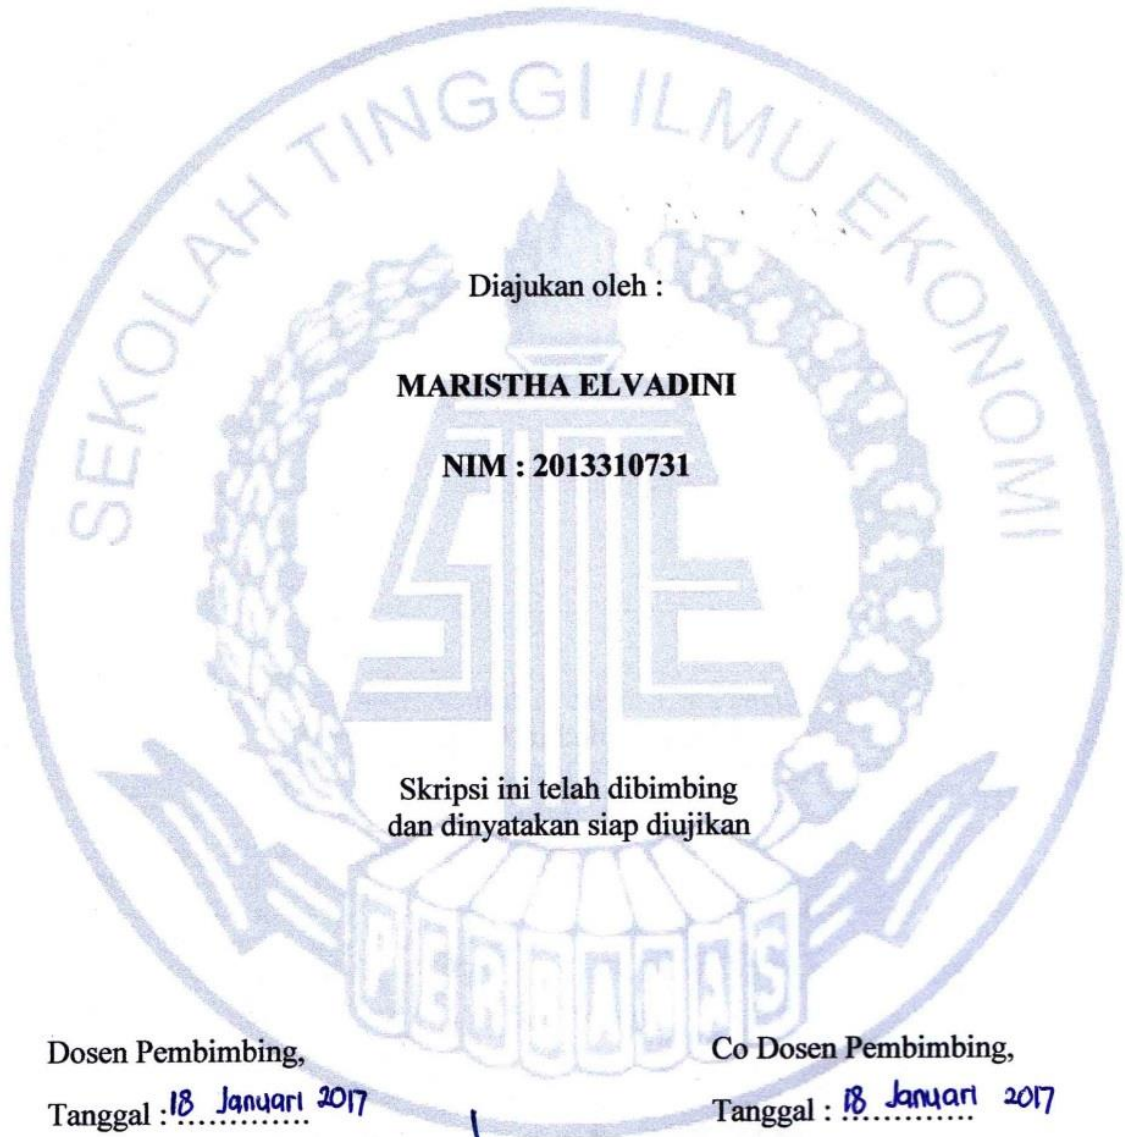 SEKOLAH TINGGI ILMU EKONOMI
Diajukan oleh :
MARISTHA ELVADINI
NIM : 2013310731
STIE
Skripsi ini telah dibimbing
dan dinyatakan siap diujikan
PERBANAS
Dosen Pembimbing,
Tanggal : 18 Januari 2017
Co Dosen Pembimbing,
Tanggal : 18 Januari 2017